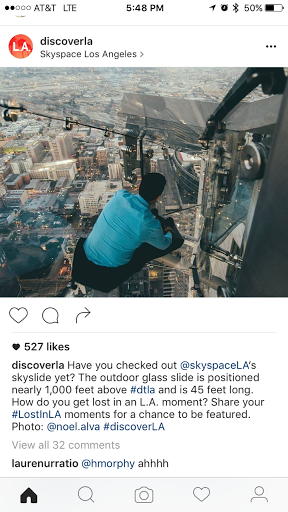 AT&T LTE 5:48 PM 50%
discoverla
Skyspace Los Angeles >
LA
527 likes
discoverla Have you checked out @skyspaceLA's
skyslide yet? The outdoor glass slide is positioned
nearly 1,000 feet above #dtla and is 45 feet long.
How do you get lost in an L.A. moment? Share your
#LostInLA moments for a chance to be featured.
Photo: @noel.alva #discoverLA
View all 32 comments
laurenurratio @hmorphy ahhhh